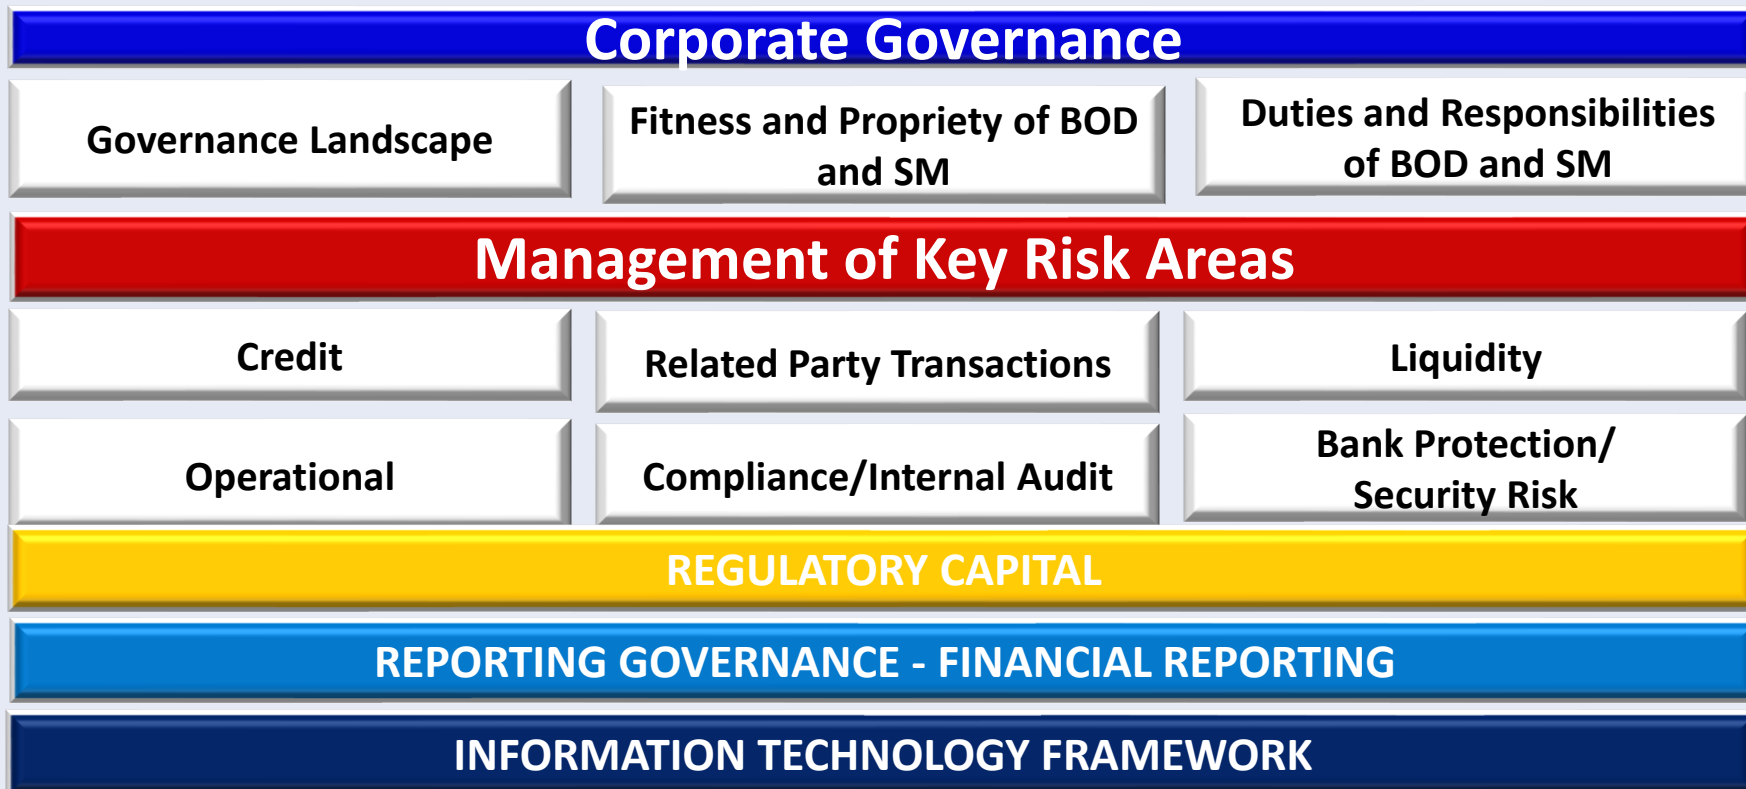 Corporate Governance
Governance Landscape
Fitness and Propriety of BOD
and SM
Duties and Responsibilities
of BOD and SM
Management of Key Risk Areas
Credit
Related Party Transactions
Liquidity
Operational
Compliance/Internal Audit
Bank Protection/
Security Risk
REGULATORY CAPITAL
REPORTING GOVERNANCE - FINANCIAL REPORTING
INFORMATION TECHNOLOGY FRAMEWORK